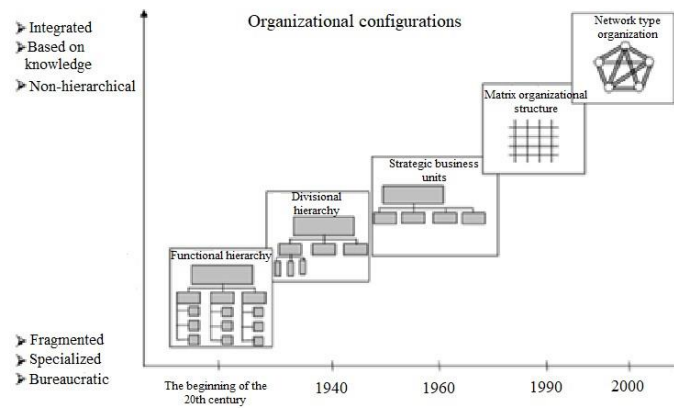 Organizational configurations
Integrated
Based on
knowledge
Non-hierarchical
Network type
organization
Matrix organizational
structure
Strategic business
units
Divisional
hierarchy
Functional hierarchy
Fragmented
Specialized
Bureaucratic
The beginning of the
20th century
1940
1960
1990
2000